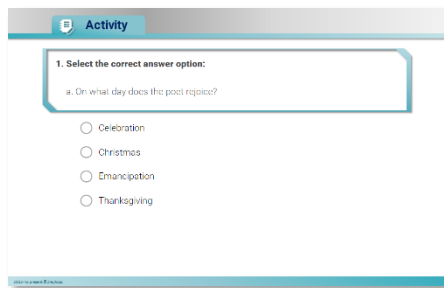 Activity
1. Select the correct answer option:
a. On what day does the poet rejoice?
Celebration
Christmas
Emancipation
Thanksgiving